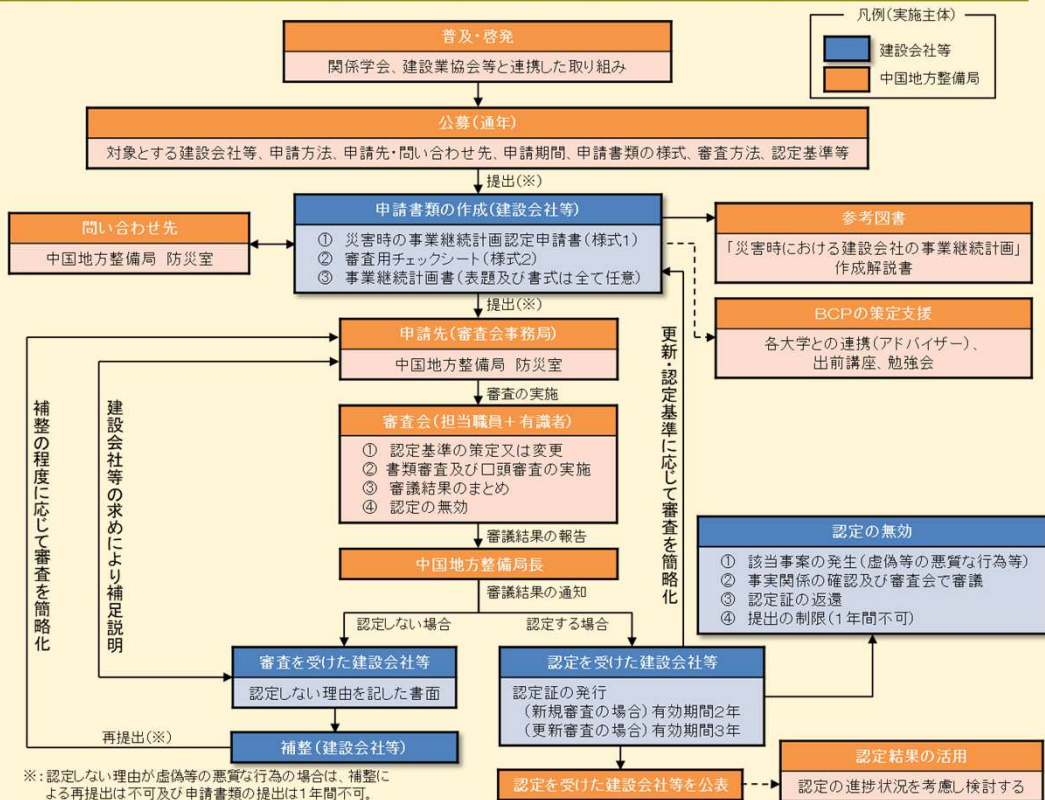 凡例(実施主体)
建設会社等
中国地方整備局
普及・啓発
関係学会、建設業協会等と連携した取り組み
公募(通年)
対象とする建設会社等、申請方法、申請先・問い合わせ先、申請期間、申請書類の様式、審査方法、認定基準等
提出(※)
申請書類の作成(建設会社等)
① 災害時の事業継続計画認定申請書(様式1)
② 審査用チェックシート(様式2)
③ 事業継続計画書(表題及び書式は全て任意)
問い合わせ先
中国地方整備局 防災室
参考図書
「災害時における建設会社の事業継続計画」
作成解説書
BCPの策定支援
各大学との連携(アドバイザー)、
出前講座、勉強会
提出(※)
申請先(審査会事務局)
中国地方整備局 防災室
審査の実施
審査会(担当職員+有識者)
① 認定基準の策定又は変更
② 書類審査及び口頭審査の実施
③ 審議結果のまとめ
④ 認定の無効
審議結果の報告
中国地方整備局長
審議結果の通知
認定しない場合
認定する場合
補整の程度に応じて審査を簡略化
建設会社等の求めにより補足説明
更新・認定基準に応じて審査を簡略化
認定の無効
① 該当事案の発生(虚偽等の悪質な行為等)
② 事実関係の確認及び審査会で審議
③ 認定証の返還
④ 提出の制限(1年間不可)
審査を受けた建設会社等
認定しない理由を記した書面
認定を受けた建設会社等
認定証の発行
(新規審査の場合)有効期間2年
(更新審査の場合)有効期間3年
再提出(※)
補整(建設会社等)
認定を受けた建設会社等を公表
認定結果の活用
認定の進捗状況を考慮し検討する
※:認定しない理由が虚偽等の悪質な行為の場合は、補整に
よる再提出は不可及び申請書類の提出は1年間不可。